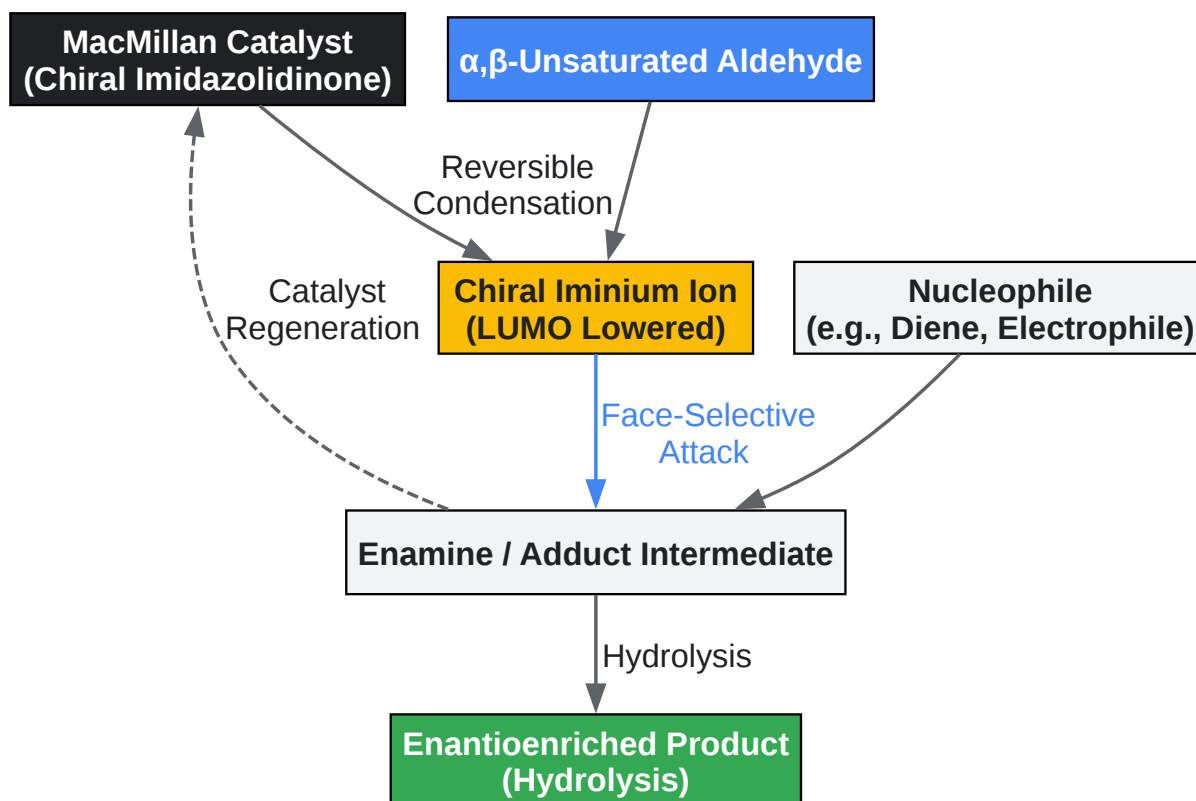 MacMillan Catalyst
(Chiral Imidazolidinone)
α,β-Unsaturated Aldehyde
Reversible
Condensation
Catalyst
Regeneration
Chiral Iminium Ion
(LUMO Lowered)
Nucleophile
(e.g., Diene, Electrophile)
Face-Selective
Attack
Enamine / Adduct Intermediate
Hydrolysis
Enantioenriched Product
(Hydrolysis)